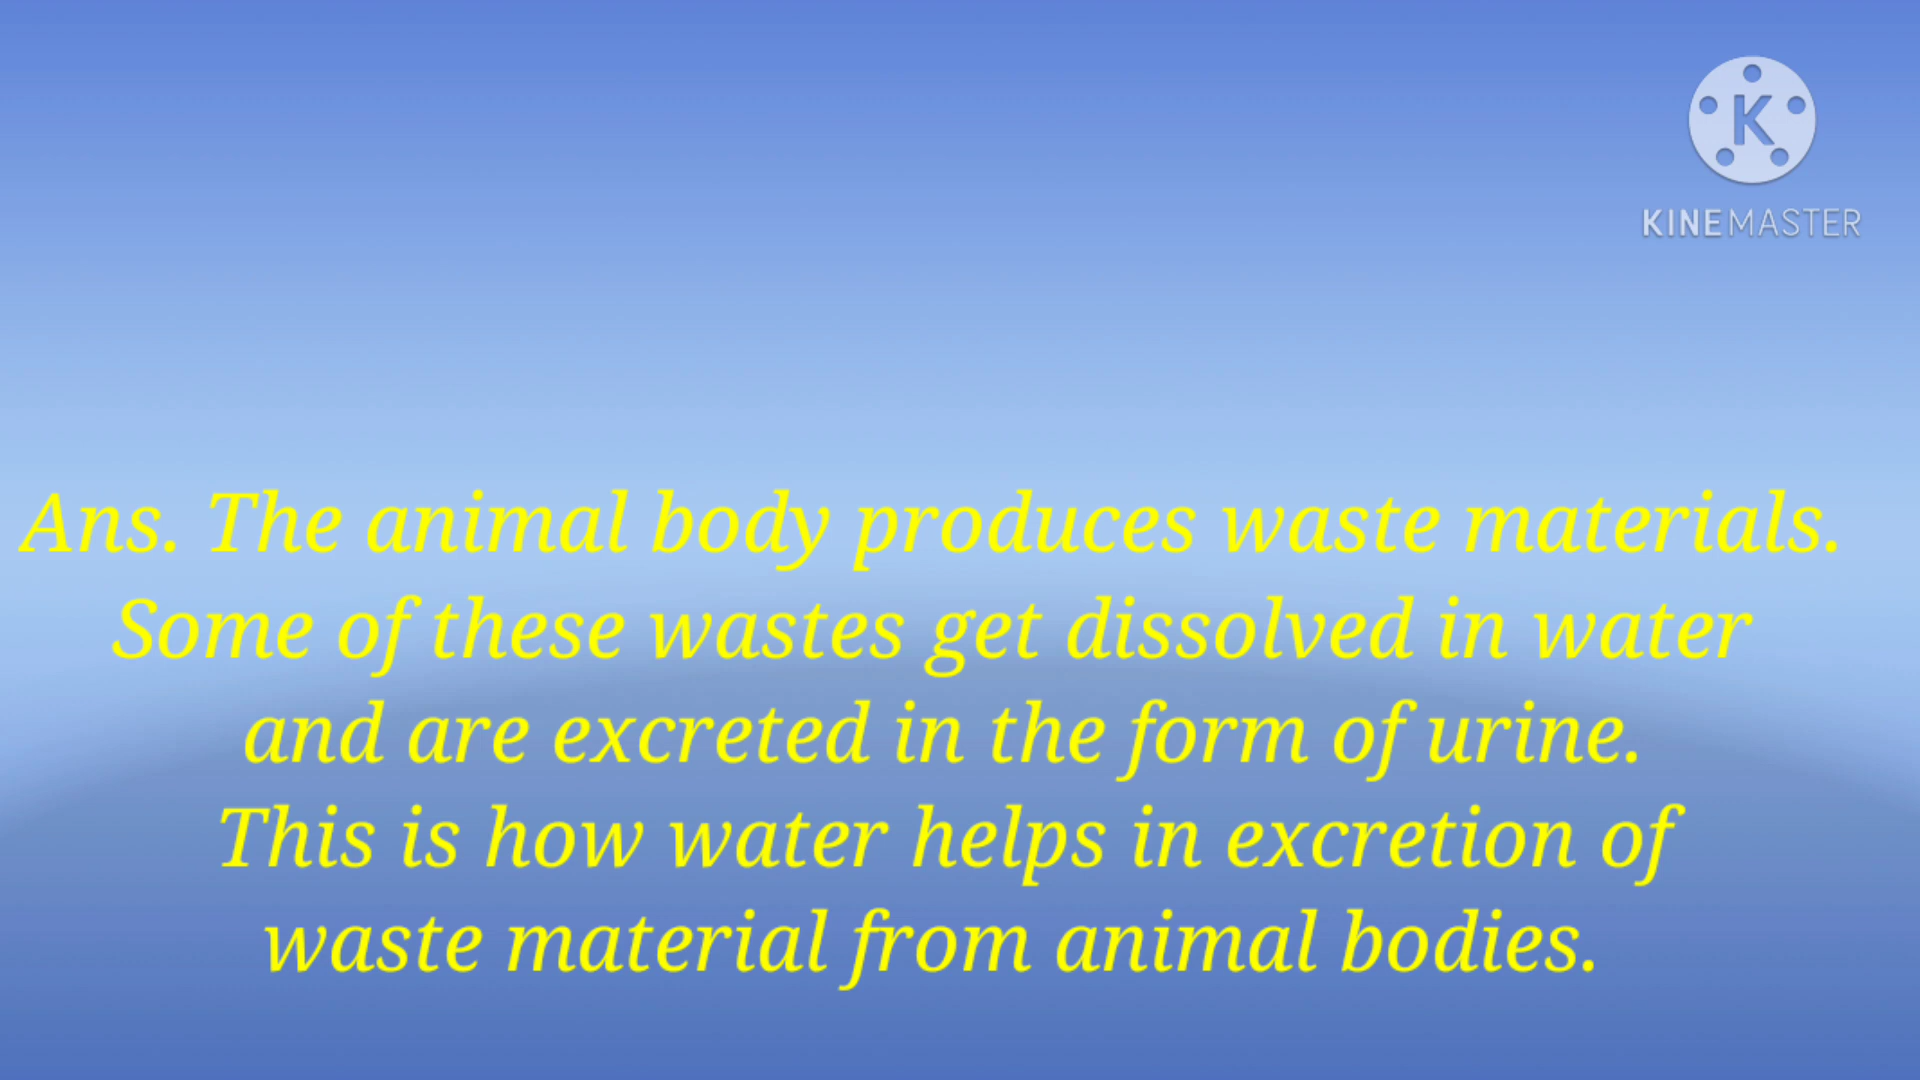 K
KINEMASTER
Ans. The animal body produces waste materials.
Some of these wastes get dissolved in water
and are excreted in the form of urine.
This is how water helps in excretion of
waste material from animal bodies.